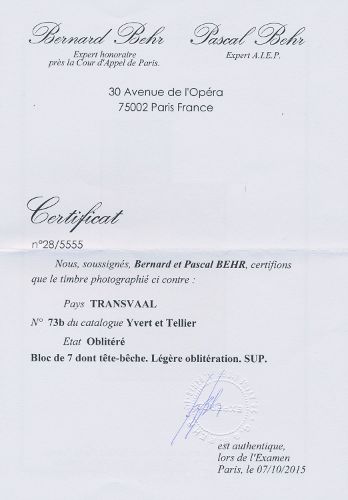 Bernard Behr
Pascal Behr
Expert honoraire
près la Cour d'Appel de Paris.
Expert A.I.E.P.
30 Avenue de l'Opéra
75002 Paris France
Certificat
n°28/5555
Nous, soussignés, Bernard et Pascal BEHR, certifions
que le timbre photographié ci contre :
Pays TRANSVAAL
N° 73b du catalogue Yvert et Tellier
Etat Oblitéré
Bloc de 7 dont tête-bêche. Légère oblitération. SUP.
est authentique,
lors de l'Examen
Paris, le 07/10/2015